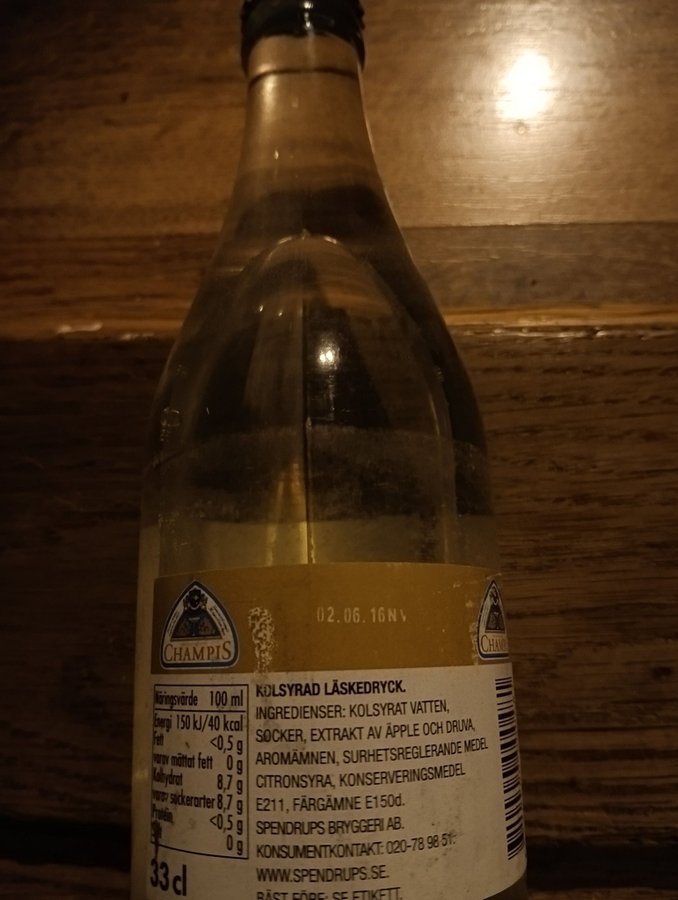 02.06.16N
CHAMPIS
CHAMPIS
Näringsvärde 100 ml
Energi 150 kJ/40 kcal
Fett <0,5 g
varav mättat fett 0 g
Kolhydrat 8,7 g
varav sockerarter 8,7 g
Protein <0,5 g
0 g
33 cl
KOLSYRAD LÄSKEDRYCK.
INGREDIENSER: KOLSYRAT VATTEN,
SOCKER, EXTRAKT AV ÄPPLE OCH DRUVA,
AROMÄMNEN, SURHETSREGLERANDE MEDEL
CITRONSYRA, KONSERVERINGSMEDEL
E211, FÄRGÄMNE E150d.
SPENDRUPS BRYGGERI AB.
KONSUMENTKONTAKT: 020-78 98 51.
WWW.SPENDRUPS.SE.
BÄST FÖRE: SE ETIKETT.